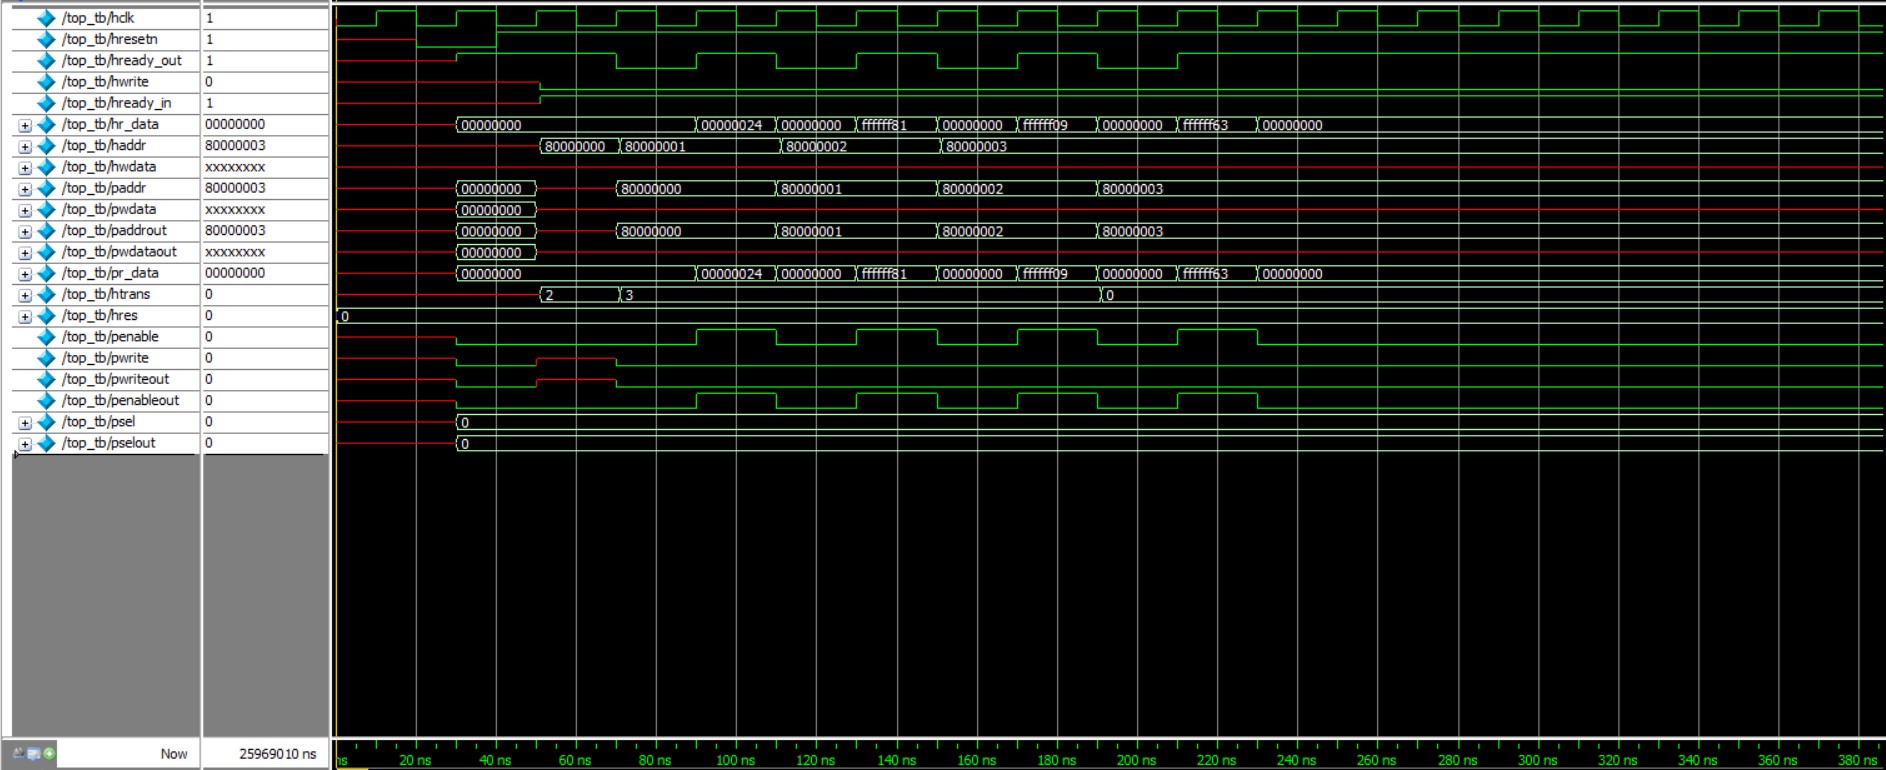 /top_tb/hclk 1
/top_tb/hresetn 1
/top_tb/hready_out 1
/top_tb/hwrite 0
/top_tb/hready_in 1
/top_tb/hr_data 00000000 00000000 00000024 00000000 ffffff81 00000000 ffffff09 00000000 ffffff63 00000000
/top_tb/haddr 80000003 80000000 80000001 80000002 80000003
/top_tb/hwdata xxxxxxxx
/top_tb/paddr 80000003 00000000 80000000 80000001 80000002 80000003
/top_tb/pwdata xxxxxxxx 00000000
/top_tb/paddrout 80000003 00000000 80000000 80000001 80000002 80000003
/top_tb/pwdataout xxxxxxxx 00000000
/top_tb/pr_data 00000000 00000000 00000024 00000000 ffffff81 00000000 ffffff09 00000000 ffffff63 00000000
/top_tb/htrans 0 2 3 0
/top_tb/hres 0 0
/top_tb/penable 0
/top_tb/pwrite 0
/top_tb/pwriteout 0
/top_tb/penableout 0
/top_tb/psel 0 0
/top_tb/pselout 0 0
Now 25969010 ns ns 20 ns 40 ns 60 ns 80 ns 100 ns 120 ns 140 ns 160 ns 180 ns 200 ns 220 ns 240 ns 260 ns 280 ns 300 ns 320 ns 340 ns 360 ns 380 ns